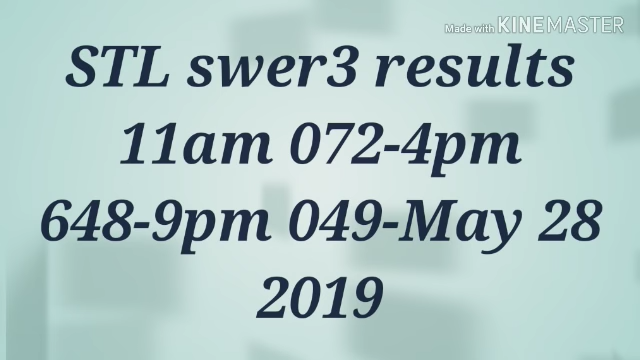 Made with KINEMASTER
STL swer3 results
11am 072-4pm
648-9pm 049-May 28
2019